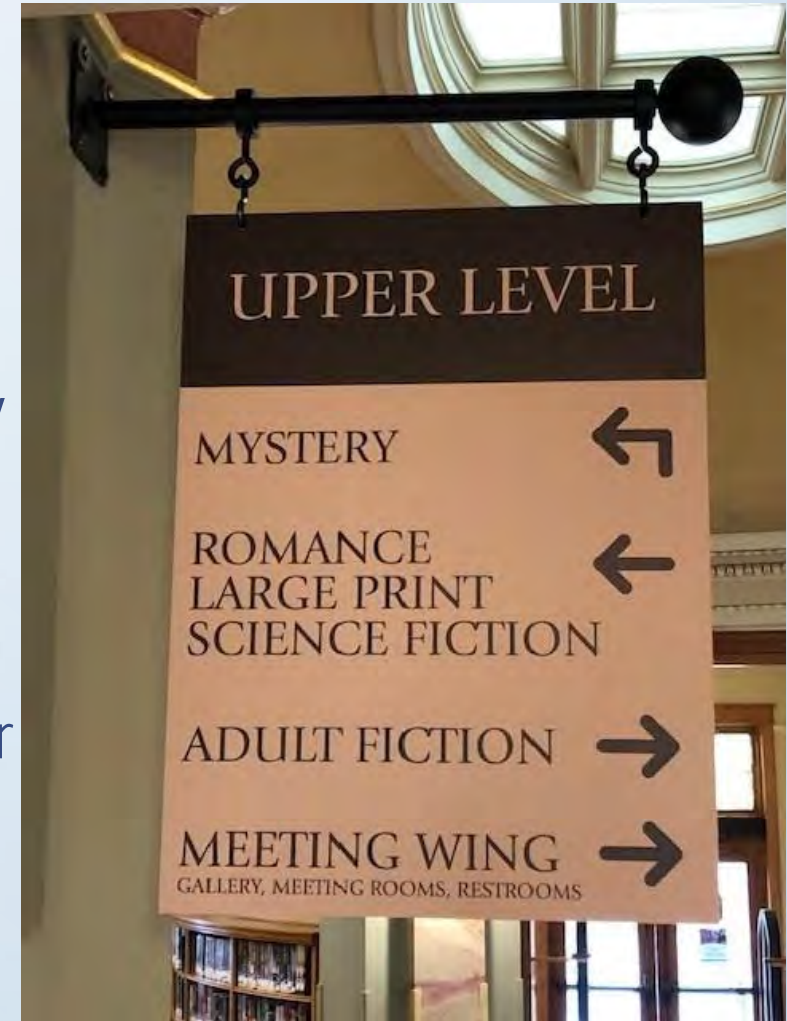 UPPER LEVEL
MYSTERY
ROMANCE
LARGE PRINT
SCIENCE FICTION
ADULT FICTION
MEETING WING
GALLERY, MEETING ROOMS, RESTROOMS